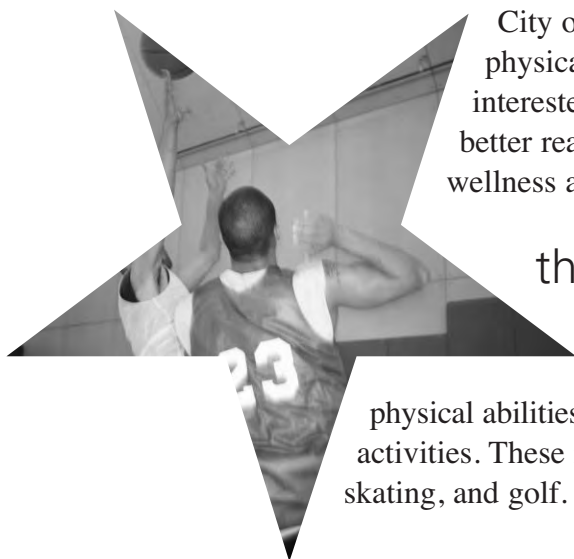 City o
physica
intereste
better rea
wellness a
th
23
physical abilities
activities. These
skating, and golf.